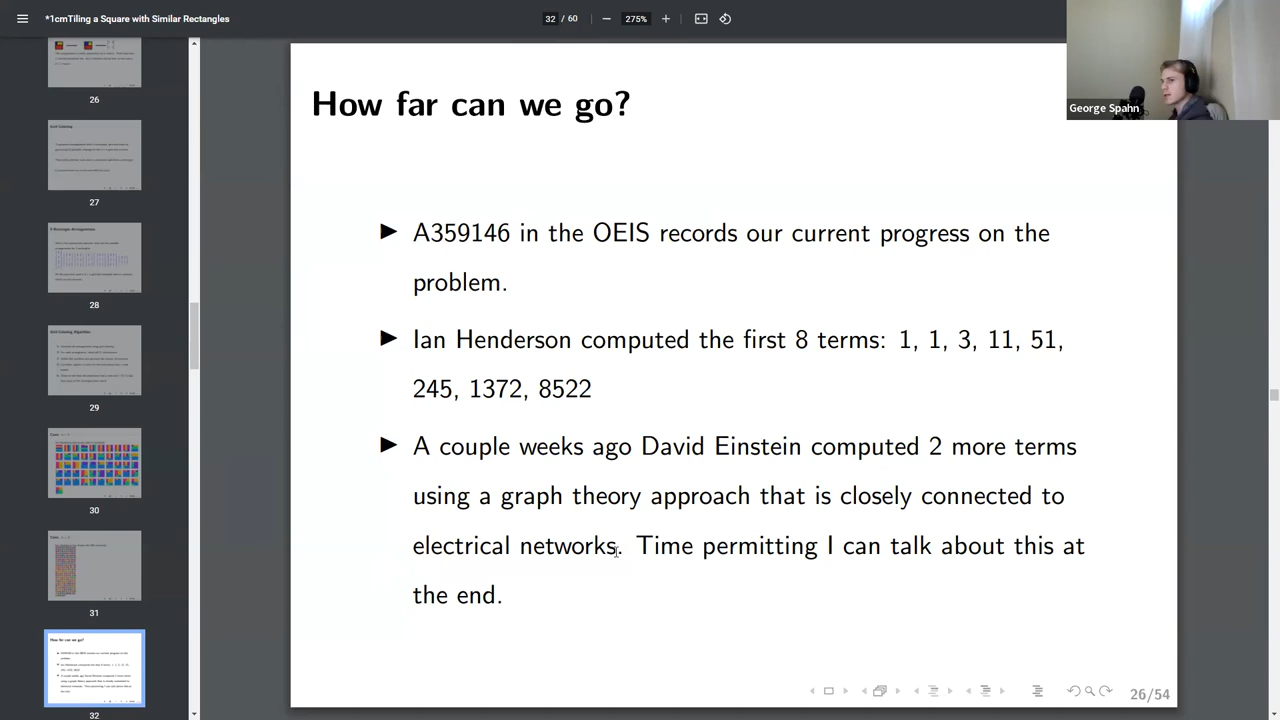 *1cmTiling a Square with Similar Rectangles
32 / 60
275%
George Spahn
26
27
28
29
30
31
32
How far can we go?
▶ A359146 in the OEIS records our current progress on the
problem.
▶ Ian Henderson computed the first 8 terms: 1, 1, 3, 11, 51,
245, 1372, 8522
▶ A couple weeks ago David Einstein computed 2 more terms
using a graph theory approach that is closely connected to
electrical networks. Time permitting I can talk about this at
the end.
26/54